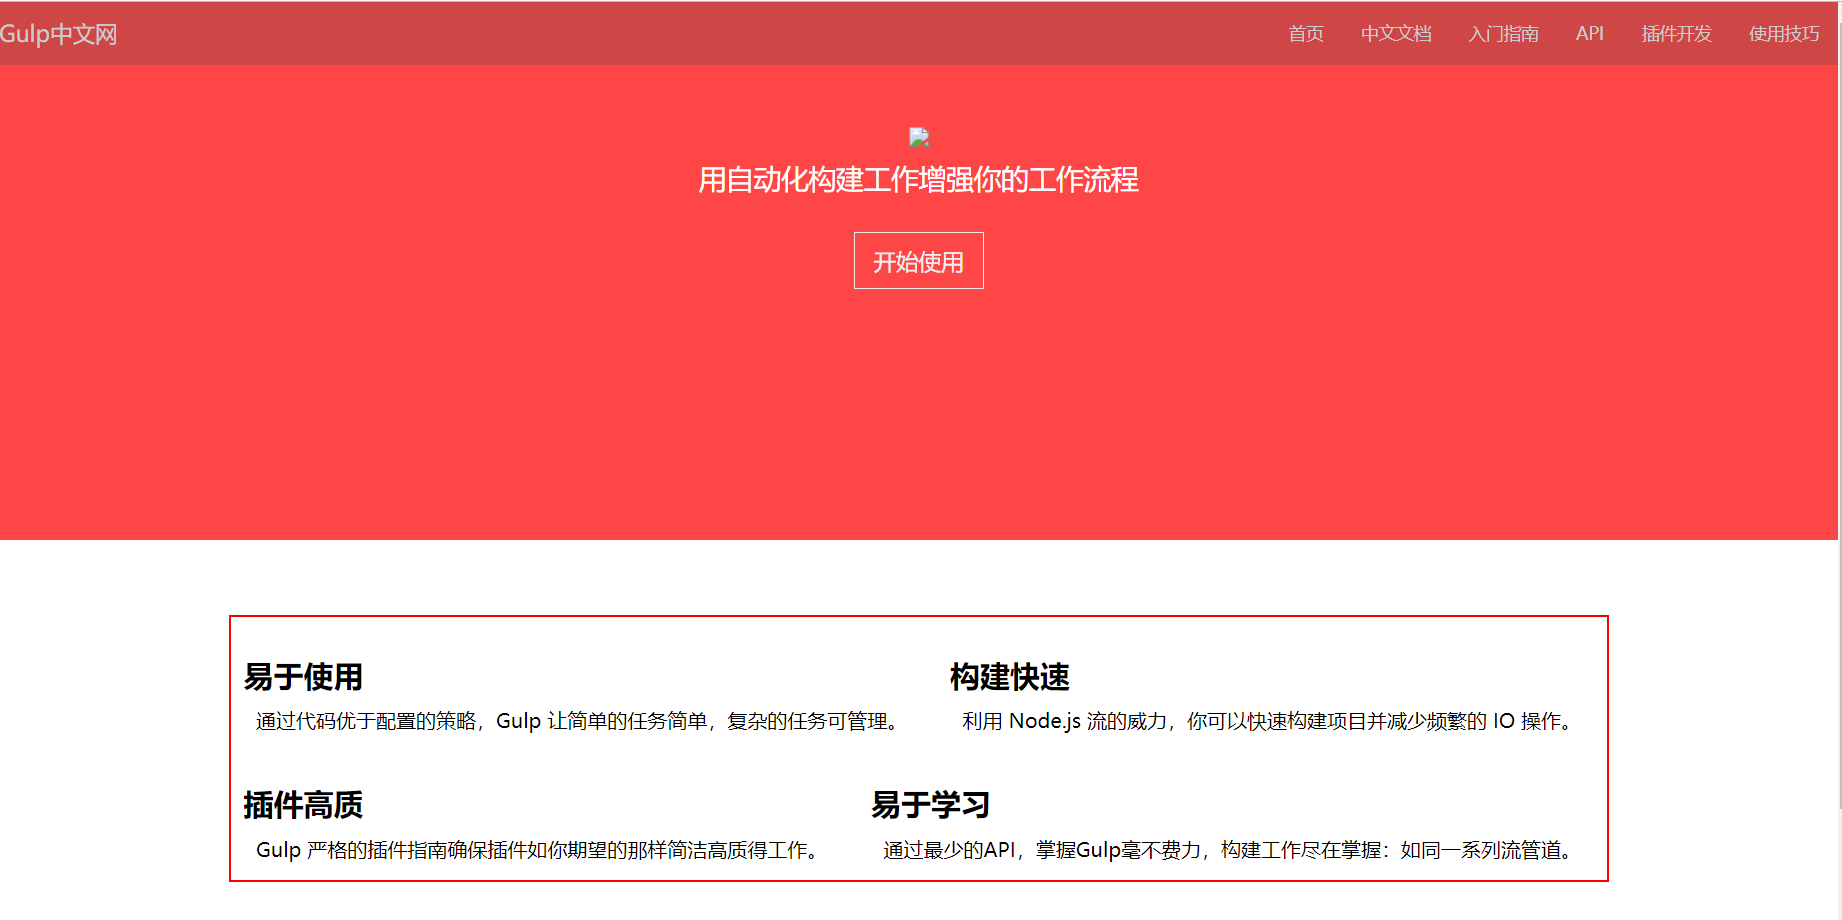 Gulp中文网 首页 中文文档 入门指南 API 插件开发 使用技巧
用自动化构建工作增强你的工作流程
开始使用
易于使用 构建快速
通过代码优于配置的策略，Gulp 让简单的任务简单，复杂的任务可管理。 利用 Node.js 流的威力，你可以快速构建项目并减少频繁的 IO 操作。
插件高质 易于学习
Gulp 严格的插件指南确保插件如你期望的那样简洁高质得工作。 通过最少的API，掌握Gulp毫不费力，构建工作尽在掌握：如同一系列流管道。